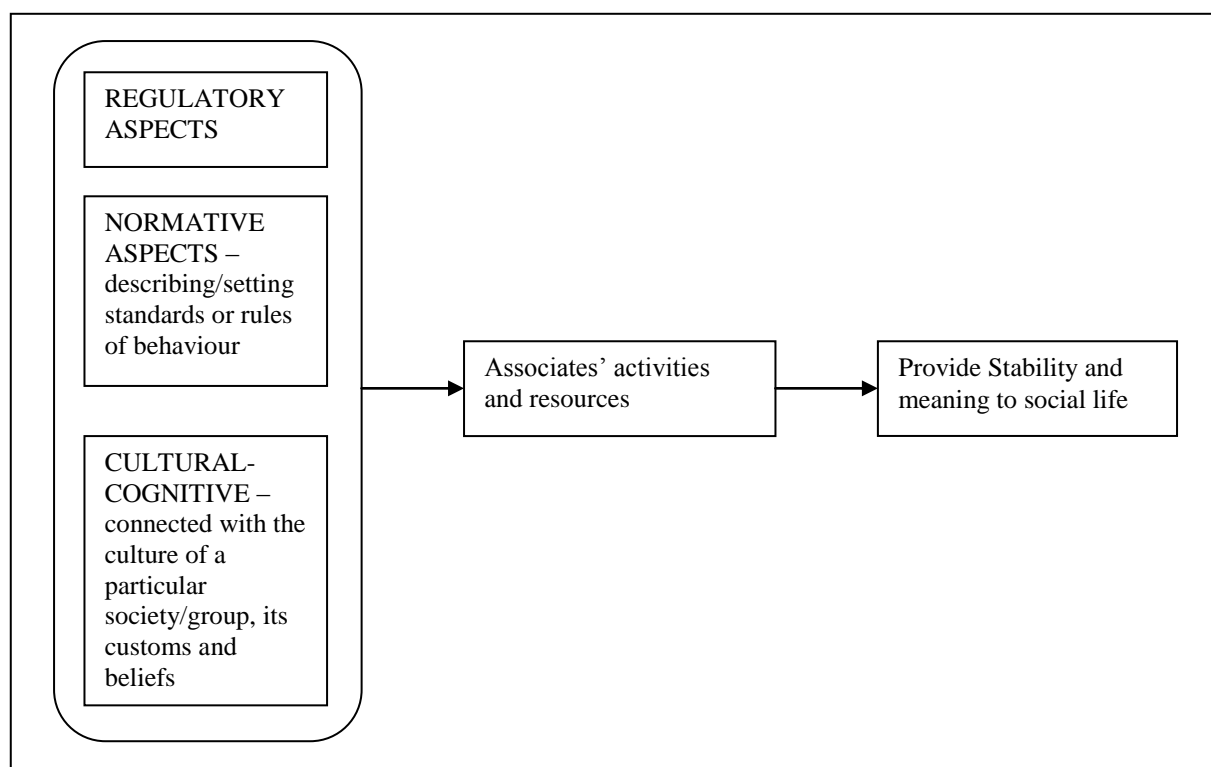 REGULATORY
ASPECTS
NORMATIVE
ASPECTS –
describing/setting
standards or rules
of behaviour
CULTURAL-
COGNITIVE –
connected with the
culture of a
particular
society/group, its
customs and
beliefs
Associates’ activities
and resources
Provide Stability and
meaning to social life